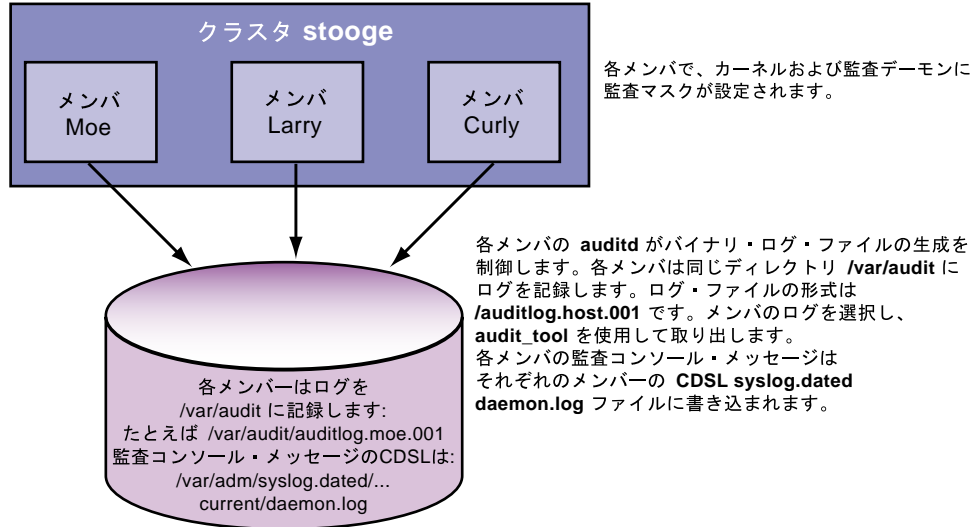 クラスタ stooge
メンバ
Moe
メンバ
Larry
メンバ
Curly
各メンバで、カーネルおよび監査デーモンに
監査マスクが設定されます。
各メンバの auditd がバイナリ・ログ・ファイルの生成を
制御します。各メンバは同じディレクトリ /var/audit に
ログを記録します。ログ・ファイルの形式は
/auditlog.host.001 です。メンバのログを選択し、
audit_tool を使用して取り出します。
各メンバの監査コンソール・メッセージは
それぞれのメンバーの CDSL syslog.dated
daemon.log ファイルに書き込まれます。
各メンバーはログを
/var/audit に記録します:
たとえば /var/audit/auditlog.moe.001
監査コンソール・メッセージのCDSLは:
/var/adm/syslog.dated/...
current/daemon.log